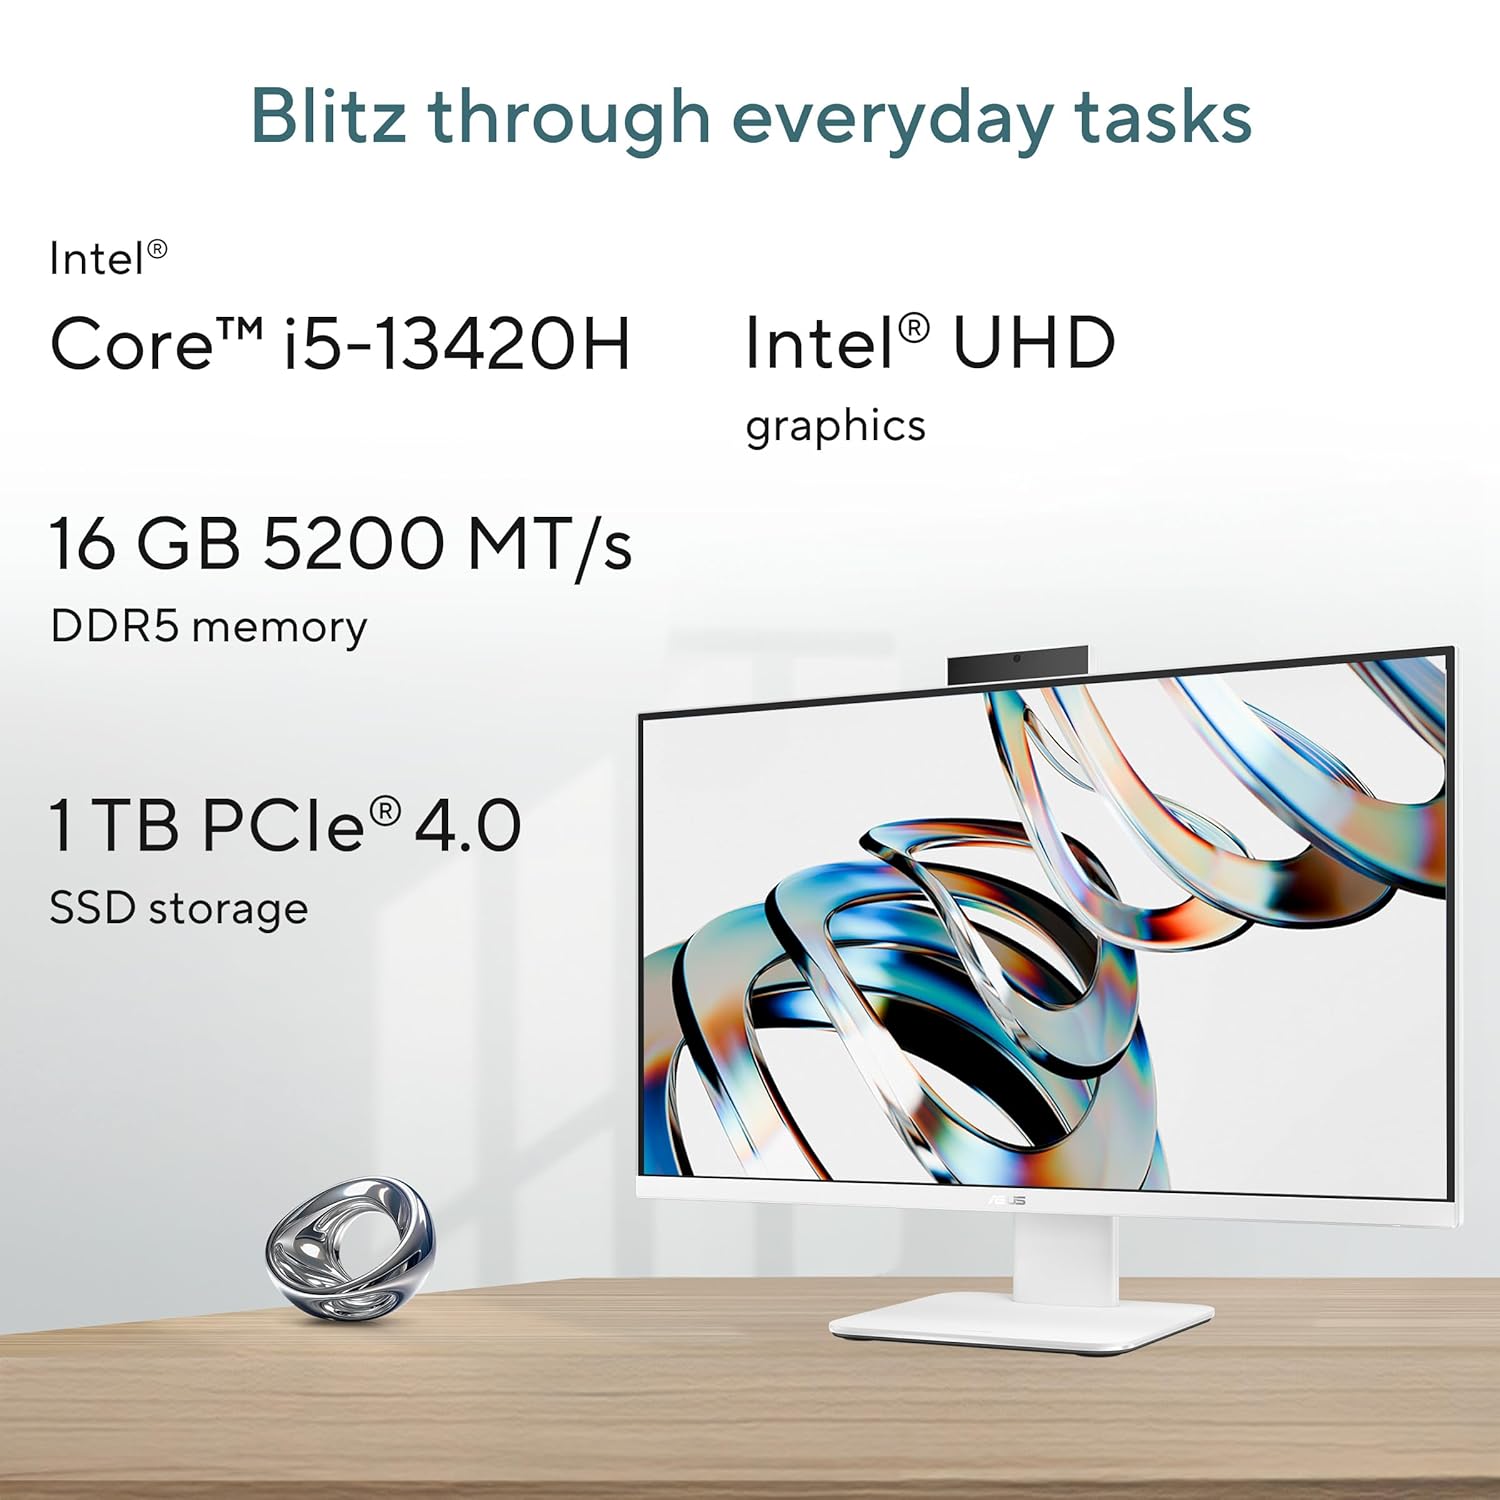 Blitz through everyday tasks
Intel®
Core™ i5-13420H
Intel® UHD
graphics
16 GB 5200 MT/s
DDR5 memory
1 TB PCIe® 4.0
SSD storage
ASUS